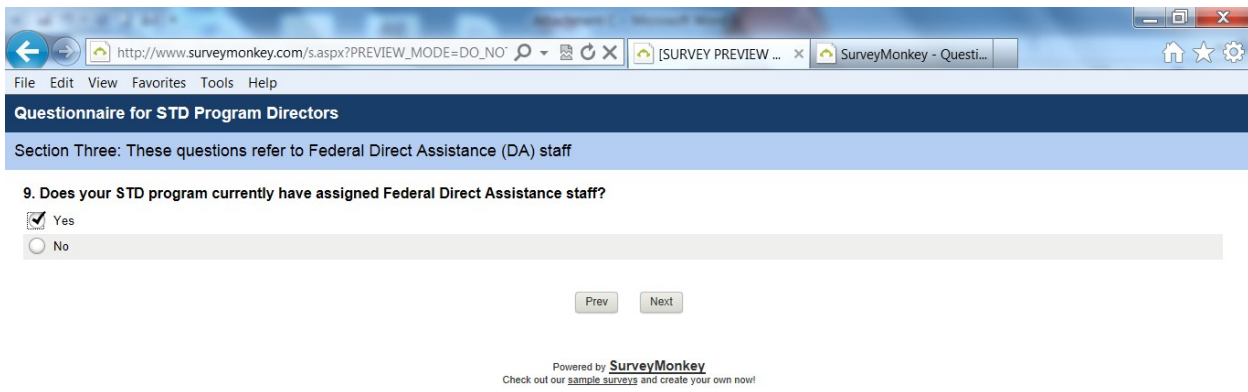 http://www.surveymonkey.com/s.aspx?PREVIEW_MODE=DO_NO
[SURVEY PREVIEW ...
SurveyMonkey - Questi...
File Edit View Favorites Tools Help
Questionnaire for STD Program Directors
Section Three: These questions refer to Federal Direct Assistance (DA) staff
9. Does your STD program currently have assigned Federal Direct Assistance staff?
Yes
No
Prev Next
Powered by SurveyMonkey
Check out our sample surveys and create your own now!